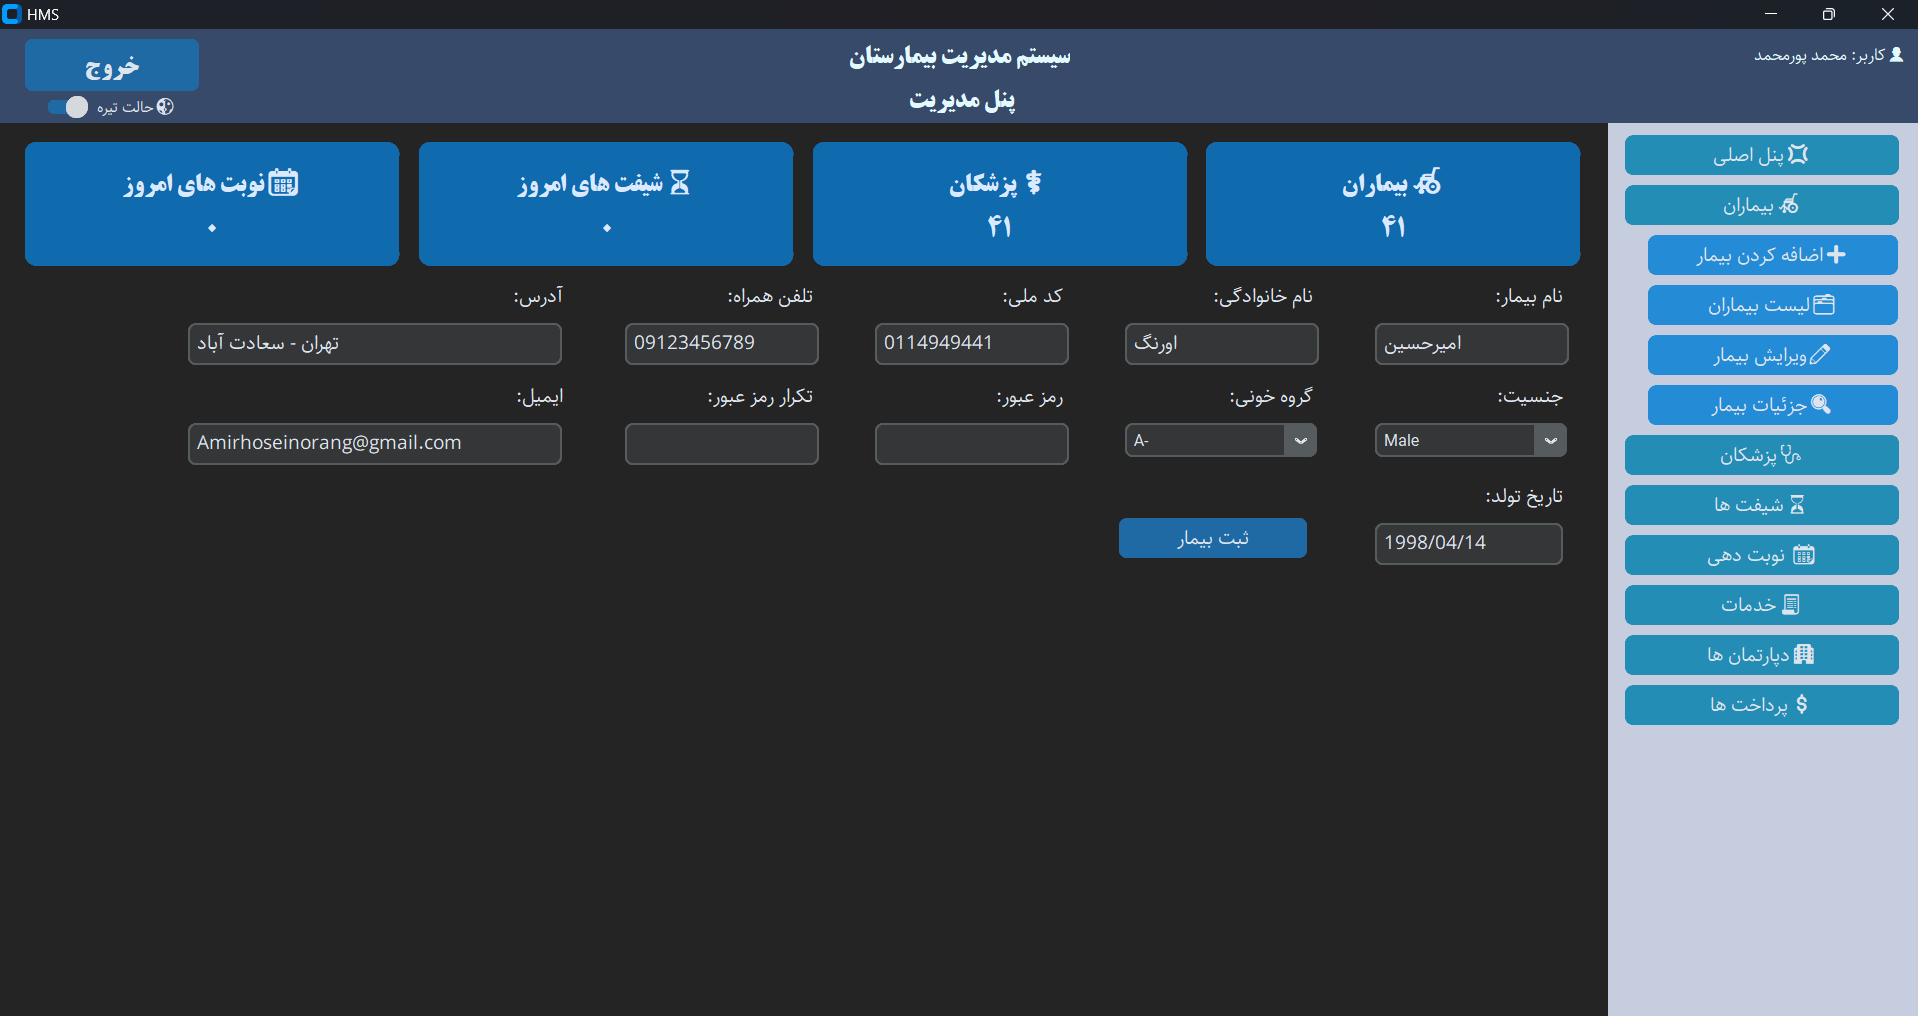 HMS
کاربر: محمد پورمحمد
سیستم مدیریت بیمارستان
پنل مدیریت
خروج
حالت تیره
پنل اصلی
بیماران
اضافه کردن بیمار
لیست بیماران
ویرایش بیمار
جزئیات بیمار
پزشکان
شیفت ها
نوبت دهی
خدمات
دپارتمان ها
$ پرداخت ها
بیماران
۴۱
پزشکان
۴۱
شیفت های امروز
۰
نوبت های امروز
۰
نام بیمار:
امیرحسین
نام خانوادگی:
اورنگ
کد ملی:
0114949441
تلفن همراه:
09123456789
آدرس:
تهران - سعادت آباد
جنسیت:
Male
گروه خونی:
A-
رمز عبور:
تکرار رمز عبور:
ایمیل:
Amirhoseinorang@gmail.com
تاریخ تولد:
1998/04/14
ثبت بیمار